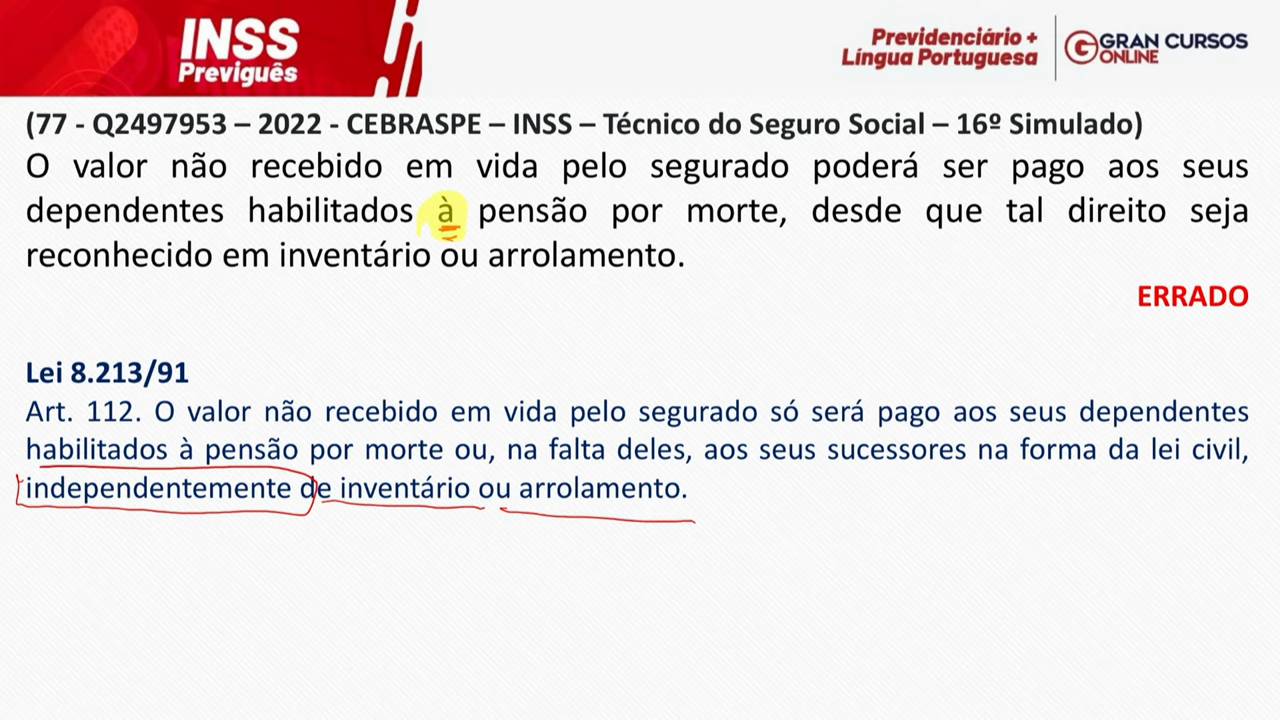 INSS
Previguês
Previdenciário +
Língua Portuguesa
GRAN CURSOS
ONLINE
(77 - Q2497953 – 2022 - CEBRASPE – INSS – Técnico do Seguro Social – 16º Simulado)
O valor não recebido em vida pelo segurado poderá ser pago aos seus
dependentes habilitados à pensão por morte, desde que tal direito seja
reconhecido em inventário ou arrolamento.
ERRADO
Lei 8.213/91
Art. 112. O valor não recebido em vida pelo segurado só será pago aos seus dependentes
habilitados à pensão por morte ou, na falta deles, aos seus sucessores na forma da lei civil,
independentemente de inventário ou arrolamento.